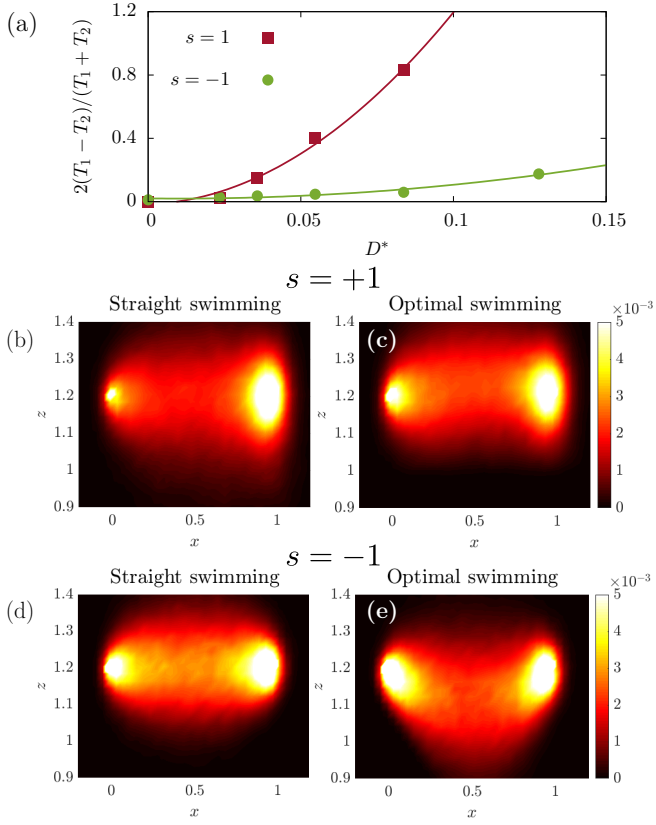 (a)
2(T₁ − T₂)/(T₁ + T₂)
1.2
0.8
0.4
0
s = 1
s = −1
0 0.05 0.1 0.15
D*
s = +1
Straight swimming Optimal swimming
(b)
(c)
×10⁻³
1.4
1.3
1.2
1.1
1
0.9
z
0 0.5 1
x
1.4
1.3
1.2
1.1
1
0.9
z
0 0.5 1
x
5
4
3
2
1
0
s = −1
Straight swimming Optimal swimming
(d)
(e)
×10⁻³
1.4
1.3
1.2
1.1
1
0.9
z
0 0.5 1
x
1.4
1.3
1.2
1.1
1
0.9
z
0 0.5 1
x
5
4
3
2
1
0